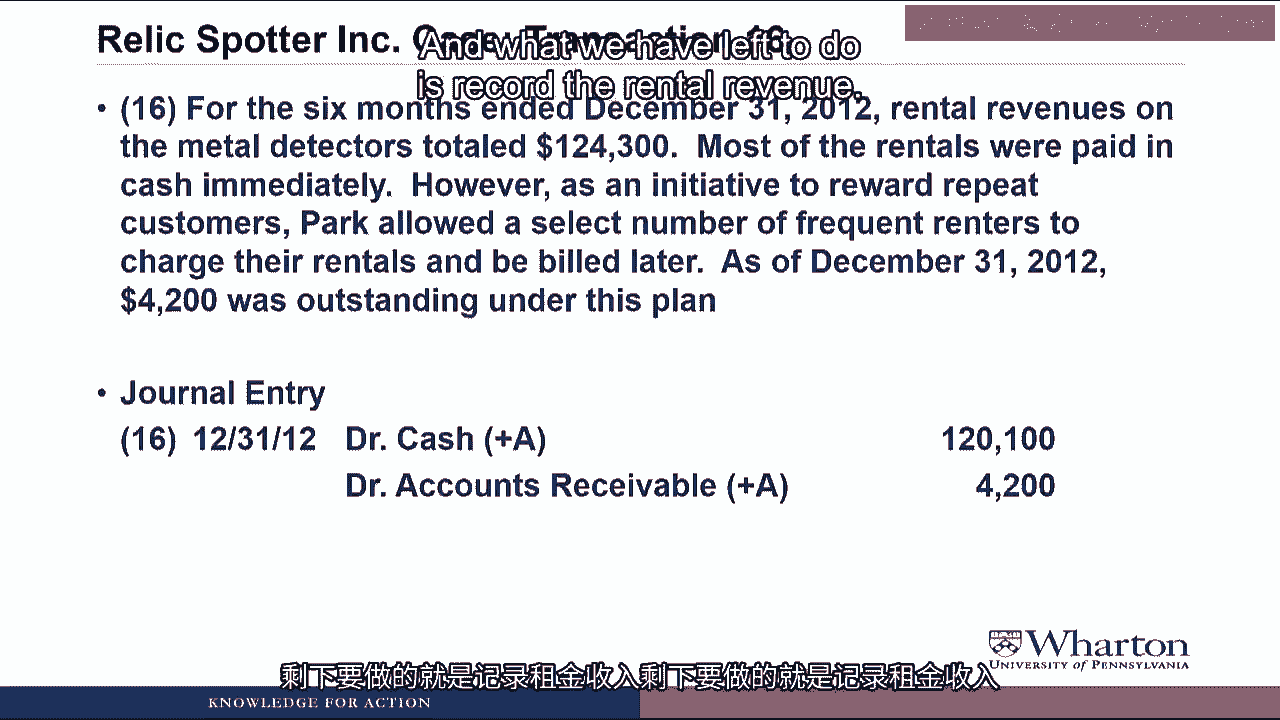 Relic Spotter Inc. Case: Transaction 16
And what we have left to do
is record the rental revenue.
• (16) For the six months ended December 31, 2012, rental revenues on
the metal detectors totaled $124,300. Most of the rentals were paid in
cash immediately. However, as an initiative to reward repeat
customers, Park allowed a select number of frequent renters to
charge their rentals and be billed later. As of December 31, 2012,
$4,200 was outstanding under this plan
• Journal Entry
(16) 12/31/12 Dr. Cash (+A) 120,100
Dr. Accounts Receivable (+A) 4,200
Wharton
UNIVERSITY of PENNSYLVANIA
剩下要做的就是记录租金收入剩下要做的就是记录租金收入
KNOWLEDGE FOR ACTION